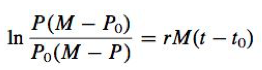 ln P(M − P₀) / P₀(M − P) = rM(t − t₀)